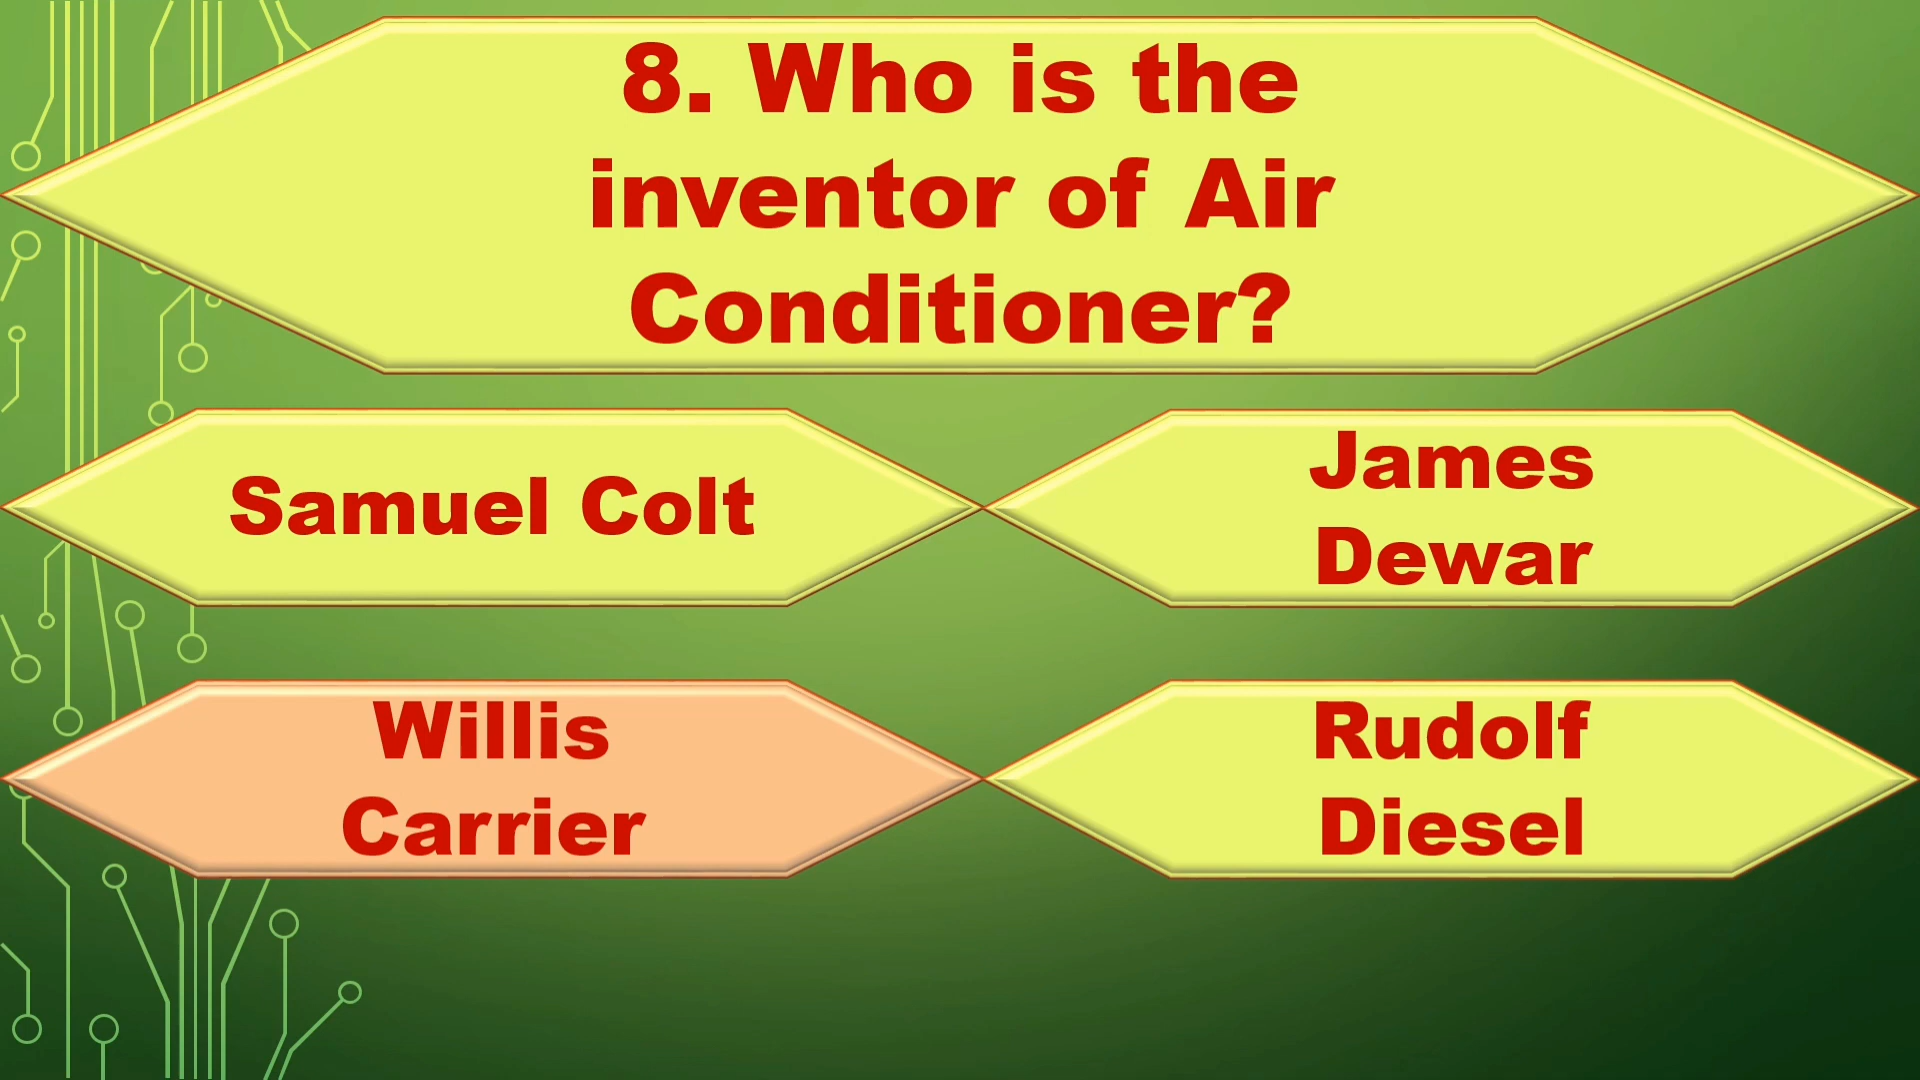 8. Who is the
inventor of Air
Conditioner?
Samuel Colt
James
Dewar
Willis
Carrier
Rudolf
Diesel